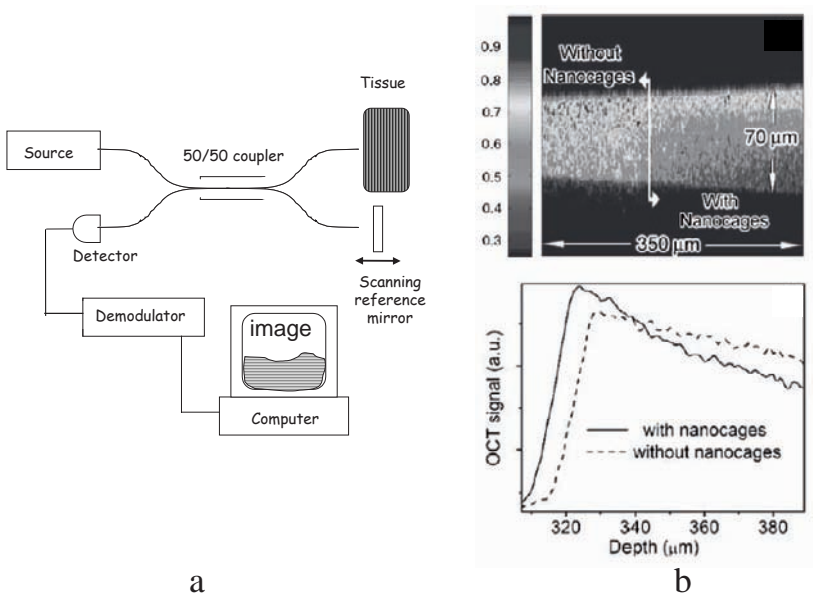 Tissue
Source
50/50 coupler
Detector
Scanning
reference
mirror
Demodulator
image
Computer
a
0.9
0.8
0.7
0.6
0.5
0.4
0.3
Without
Nanocages
70 μm
With
Nanocages
350 μm
OCT signal (a.u.)
with nanocages
without nanocages
320 340 360 380
Depth (μm)
b